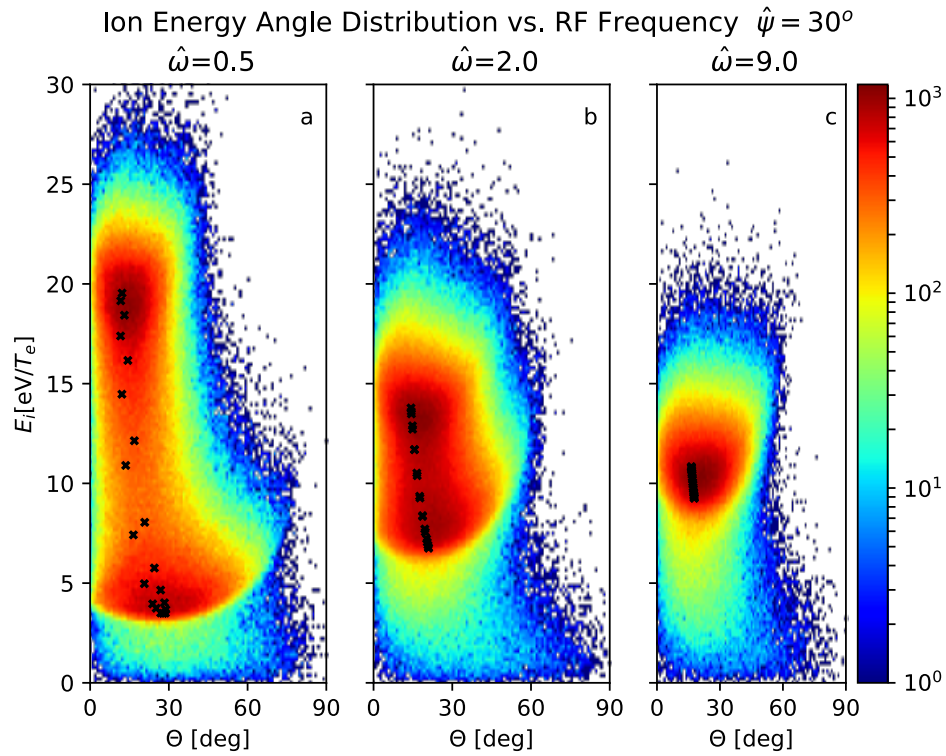 Ion Energy Angle Distribution vs. RF Frequency ψ̂ = 30°
ω̂=0.5 ω̂=2.0 ω̂=9.0
a b c
30
25
20
15
10
5
0
E_i[eV/T_e]
0 30 60 90 0 30 60 90 0 30 60 90
Θ [deg] Θ [deg] Θ [deg]
10³
10²
10¹
10⁰